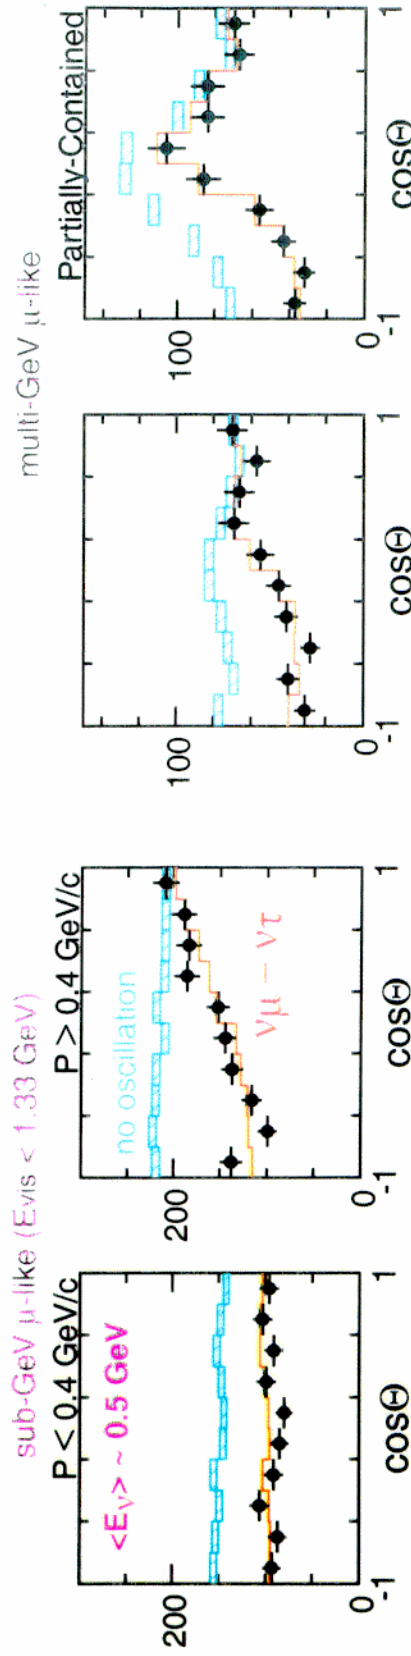 sub-GeV μ-like (Evis < 1.33 GeV)
multi-GeV μ-like
P < 0.4 GeV/c
<Eν> ~ 0.5 GeV
200
0
-1
1
cosΘ
P > 0.4 GeV/c
no oscillation
νμ – ντ
200
0
-1
1
cosΘ
100
0
-1
1
cosΘ
Partially-Contained
100
0
-1
1
cosΘ